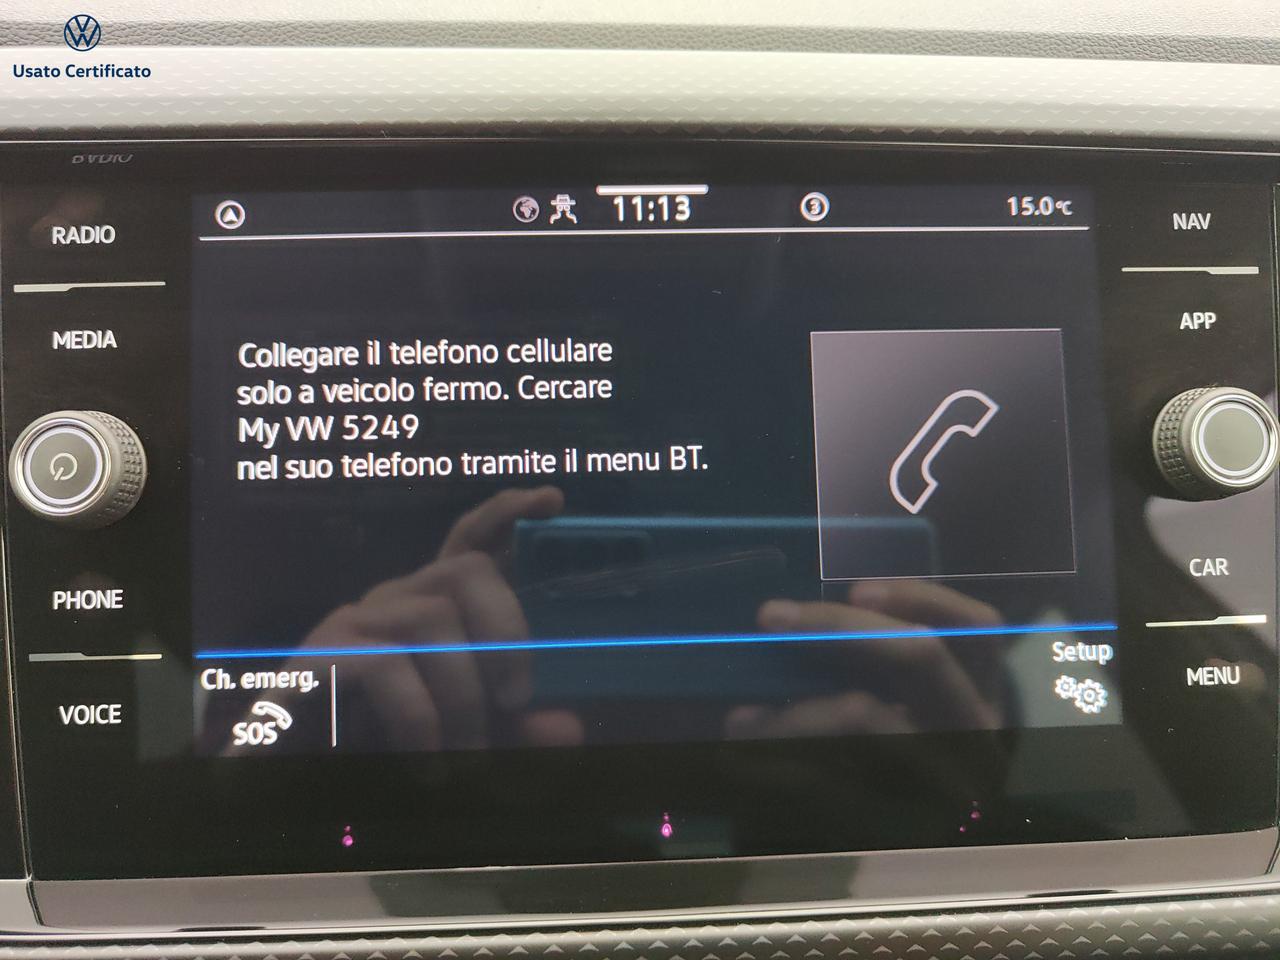 Usato Certificato
RADIO
MEDIA
PHONE
VOICE
11:13
3
15.0°C
Collegare il telefono cellulare
solo a veicolo fermo. Cercare
My VW 5249
nel suo telefono tramite il menu BT.
Ch. emerg.
SOS
Setup
NAV
APP
CAR
MENU